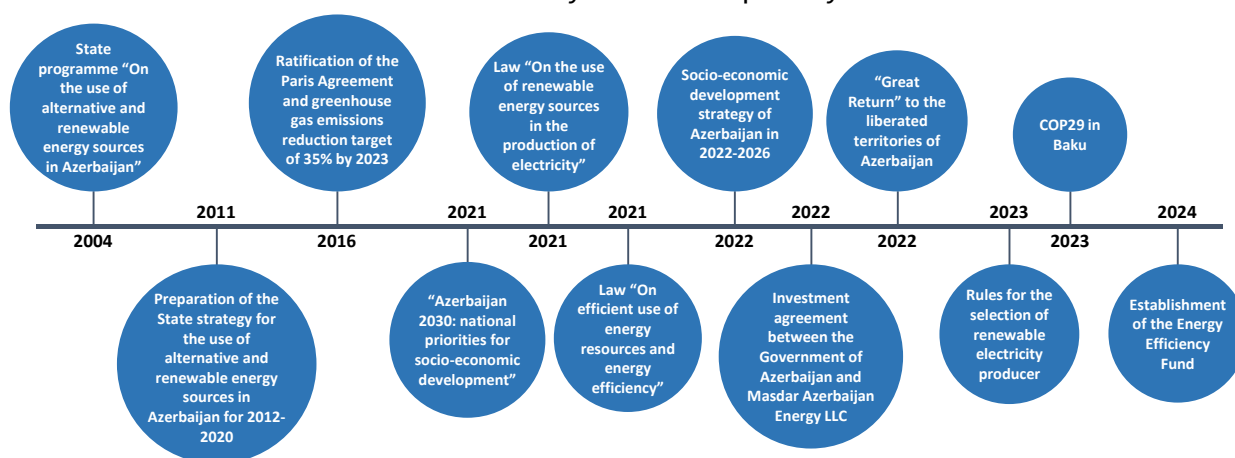 State
programme “On
the use of
alternative and
renewable
energy sources
in Azerbaijan”
Ratification of the
Paris Agreement
and greenhouse
gas emissions
reduction target
of 35% by 2023
Law “On the use
of renewable
energy sources
in the
production of
electricity”
Socio-economic
development
strategy of
Azerbaijan in
2022-2026
“Great
Return” to the
liberated
territories of
Azerbaijan
COP29 in
Baku
2011
2021
2021
2022
2023
2024
2004
2016
2021
2022
2022
2023
Preparation of the
State strategy for
the use of
alternative and
renewable energy
sources in
Azerbaijan for 2012-
2020
“Azerbaijan
2030: national
priorities for
socio-economic
development”
Law “On
efficient use of
energy
resources and
energy
efficiency”
Investment
agreement
between the
Government of
Azerbaijan and
Masdar Azerbaijan
Energy LLC
Rules for the
selection of
renewable
electricity
producer
Establishment
of the Energy
Efficiency
Fund